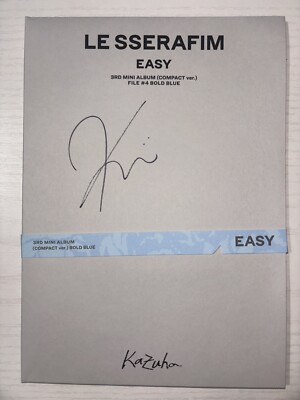 LE SSERAFIM
EASY
3RD MINI ALBUM (COMPACT ver.)
FILE #4 BOLD BLUE
3RD MINI ALBUM
(COMPACT ver.) BOLD BLUE
EASY
Kazuha